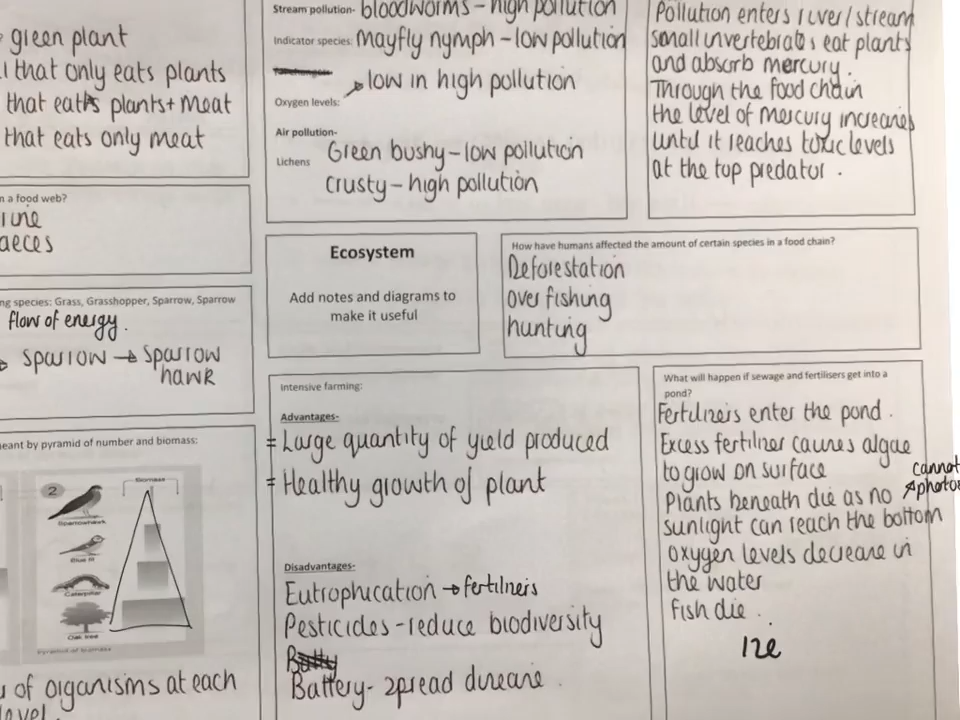 green plant
that only eats plants
that eats plants + meat
that eats only meat
n a food web?
ine
aeces
ng species: Grass, Grasshopper, Sparrow, Sparrow
flow of energy.
Sparrow → Sparrow
hawk
eant by pyramid of number and biomass:
2
Biomass
Sparrowhawk
Blue tit
Caterpillar
Oak tree
Pyramid of biomass
of organisms at each
level
Stream pollution- bloodworms - high pollution
Indicator species: Mayfly nymph - low pollution
→ low in high pollution
Oxygen levels:
Air pollution-
Lichens Green bushy - low pollution
Crusty - high pollution
Pollution enters river/stream
small invertebrates eat plants
and absorb mercury.
Through the food chain
the level of mercury increases
until it reaches toxic levels
at the top predator.
Ecosystem
Add notes and diagrams to
make it useful
How have humans affected the amount of certain species in a food chain?
Deforestation
over fishing
hunting
Intensive farming:
Advantages-
= Large quantity of yield produced
= Healthy growth of plant
Disadvantages-
Eutrophication → fertilisers
Pesticides - reduce biodiversity
Battery - spread disease.
What will happen if sewage and fertilisers get into a
pond?
Fertilisers enter the pond.
Excess fertiliser causes algae
to grow on surface
cannot
Plants beneath die as no photo
sunlight can reach the bottom
oxygen levels decrease in
the water
Fish die.